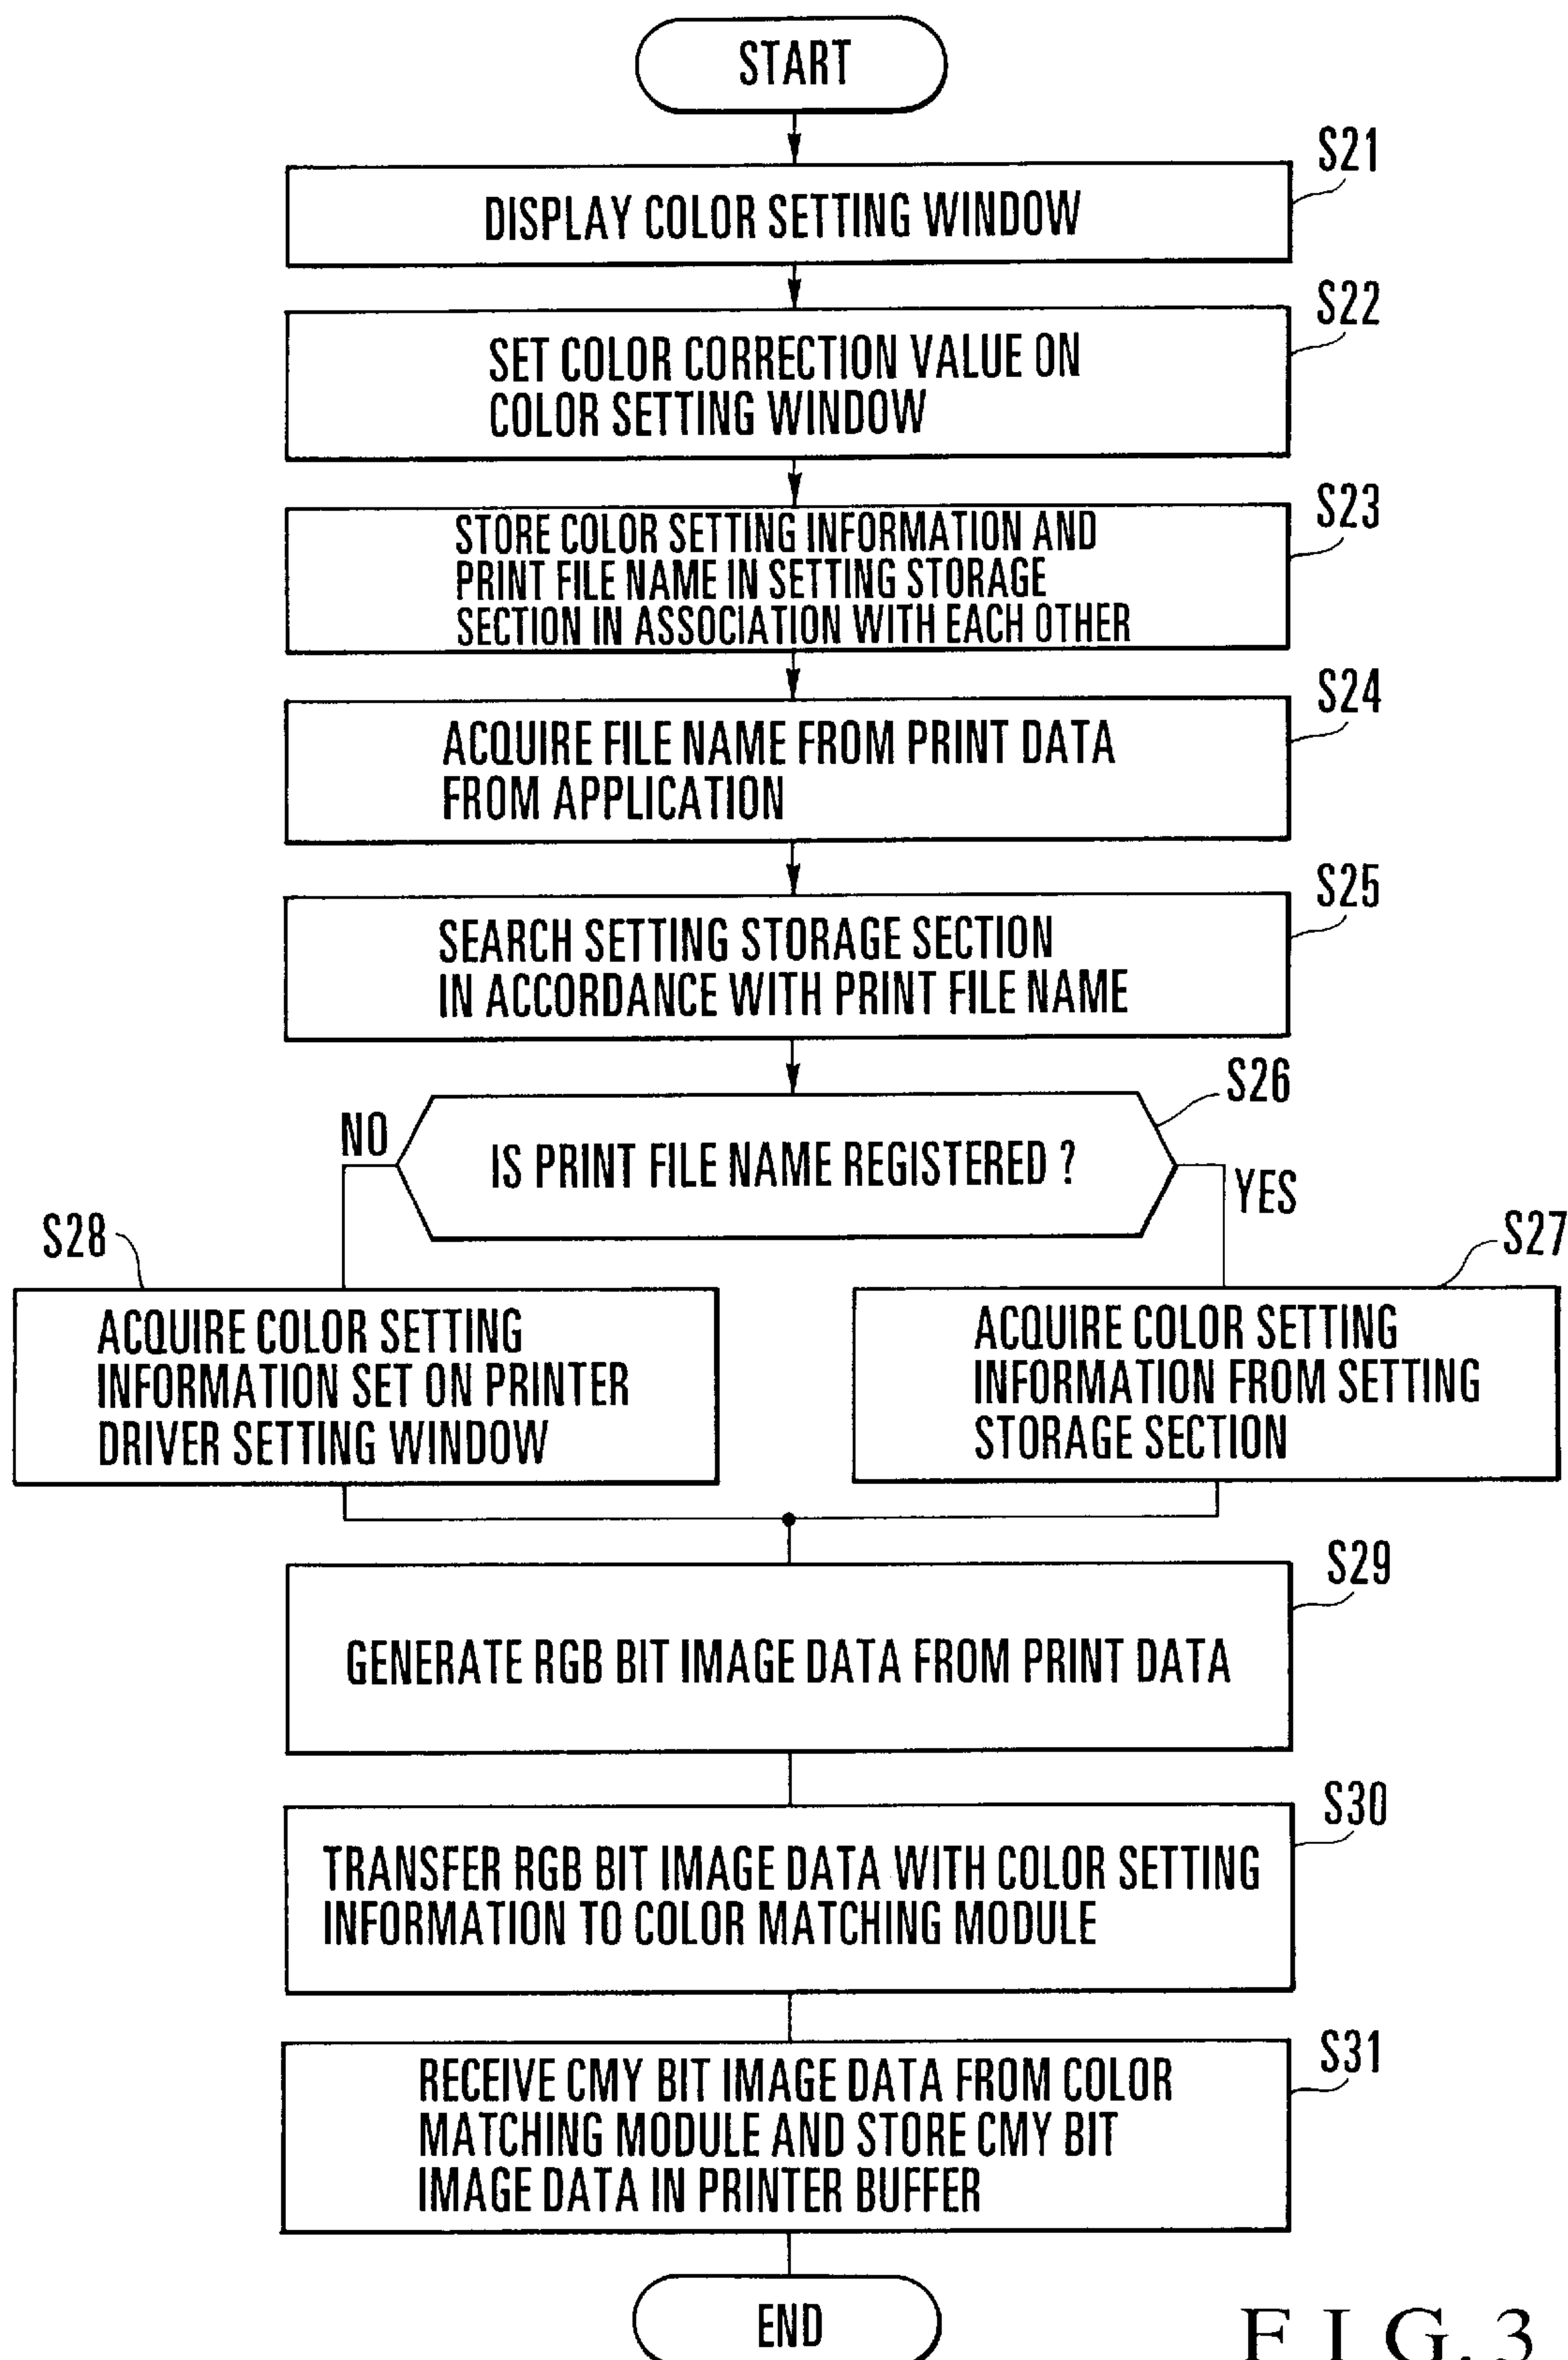 START
S21
DISPLAY COLOR SETTING WINDOW
S22
SET COLOR CORRECTION VALUE ON
COLOR SETTING WINDOW
S23
STORE COLOR SETTING INFORMATION AND
PRINT FILE NAME IN SETTING STORAGE
SECTION IN ASSOCIATION WITH EACH OTHER
S24
ACQUIRE FILE NAME FROM PRINT DATA
FROM APPLICATION
S25
SEARCH SETTING STORAGE SECTION
IN ACCORDANCE WITH PRINT FILE NAME
S26
NO
IS PRINT FILE NAME REGISTERED ?
YES
S28
ACQUIRE COLOR SETTING
INFORMATION SET ON PRINTER
DRIVER SETTING WINDOW
S27
ACQUIRE COLOR SETTING
INFORMATION FROM SETTING
STORAGE SECTION
S29
GENERATE RGB BIT IMAGE DATA FROM PRINT DATA
S30
TRANSFER RGB BIT IMAGE DATA WITH COLOR SETTING
INFORMATION TO COLOR MATCHING MODULE
S31
RECEIVE CMY BIT IMAGE DATA FROM COLOR
MATCHING MODULE AND STORE CMY BIT
IMAGE DATA IN PRINTER BUFFER
END
FIG.3